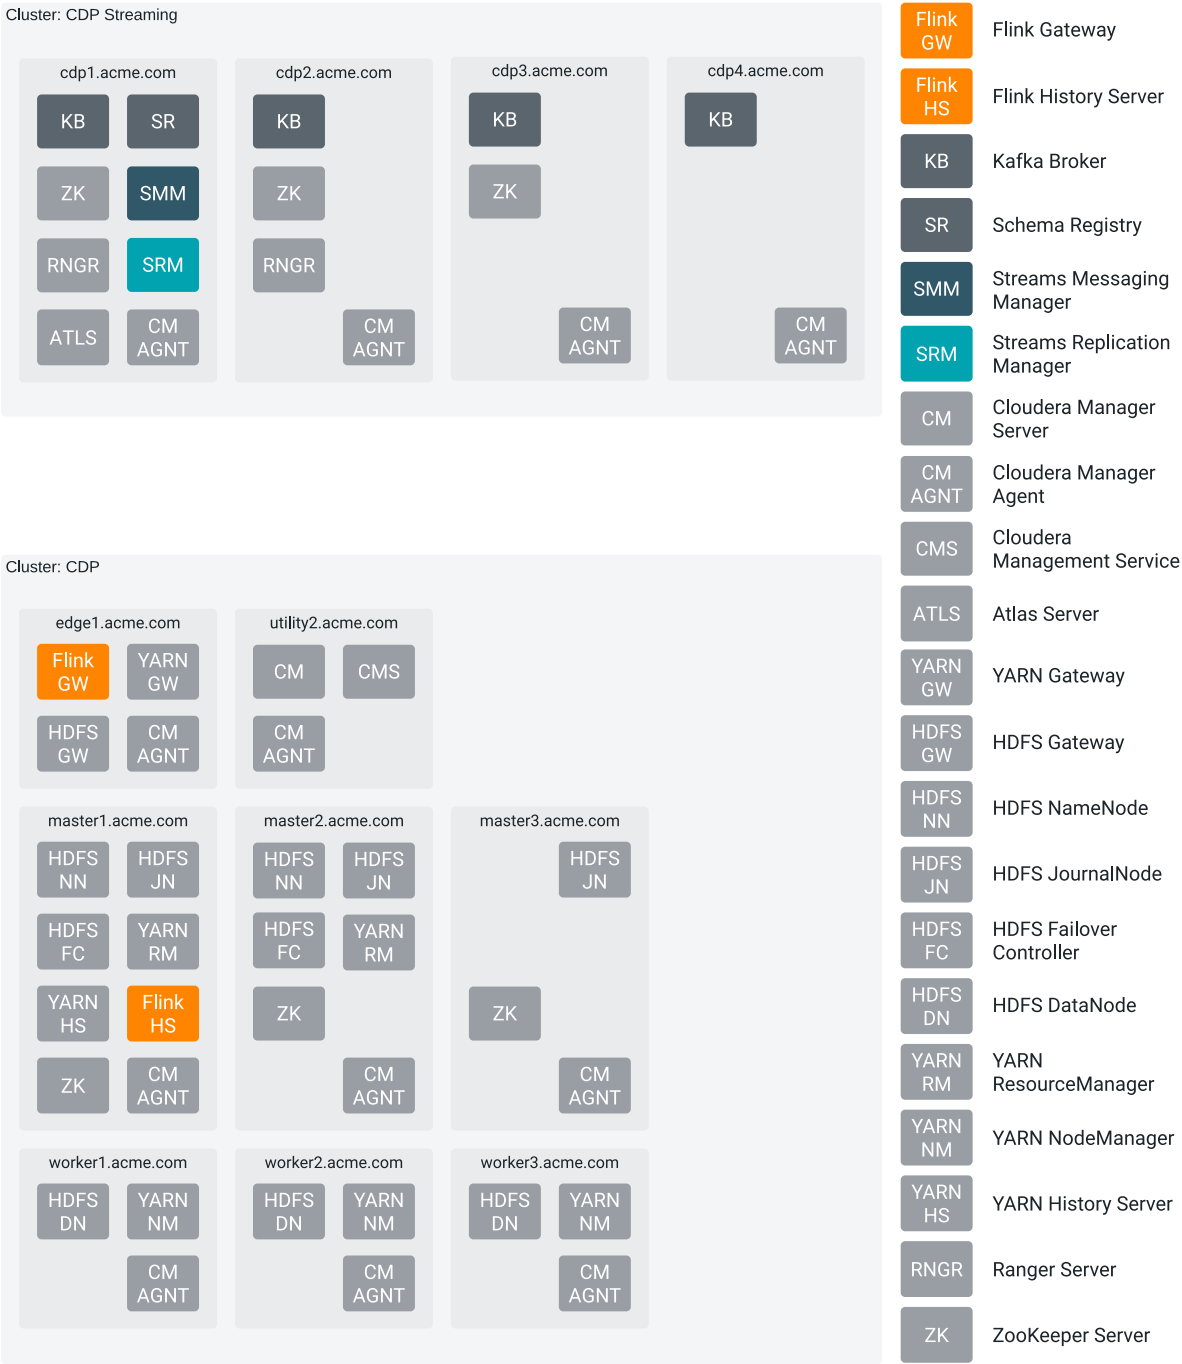 Cluster: CDP Streaming
cdp1.acme.com
KB
SR
ZK
SMM
RNGR
SRM
ATLS
CM
AGNT
cdp2.acme.com
KB
ZK
RNGR
CM
AGNT
cdp3.acme.com
KB
ZK
CM
AGNT
cdp4.acme.com
KB
CM
AGNT
Cluster: CDP
edge1.acme.com
Flink
GW
YARN
GW
HDFS
GW
CM
AGNT
utility2.acme.com
CM
CMS
CM
AGNT
master1.acme.com
HDFS
NN
HDFS
JN
HDFS
FC
YARN
RM
YARN
HS
Flink
HS
ZK
CM
AGNT
master2.acme.com
HDFS
NN
HDFS
JN
HDFS
FC
YARN
RM
ZK
CM
AGNT
master3.acme.com
HDFS
JN
ZK
CM
AGNT
worker1.acme.com
HDFS
DN
YARN
NM
CM
AGNT
worker2.acme.com
HDFS
DN
YARN
NM
CM
AGNT
worker3.acme.com
HDFS
DN
YARN
NM
CM
AGNT
Flink
GW
Flink Gateway
Flink
HS
Flink History Server
KB
Kafka Broker
SR
Schema Registry
SMM
Streams Messaging
Manager
SRM
Streams Replication
Manager
CM
Cloudera Manager
Server
CM
AGNT
Cloudera Manager
Agent
CMS
Cloudera
Management Service
ATLS
Atlas Server
YARN
GW
YARN Gateway
HDFS
GW
HDFS Gateway
HDFS
NN
HDFS NameNode
HDFS
JN
HDFS JournalNode
HDFS
FC
HDFS Failover
Controller
HDFS
DN
HDFS DataNode
YARN
RM
YARN
ResourceManager
YARN
NM
YARN NodeManager
YARN
HS
YARN History Server
RNGR
Ranger Server
ZK
ZooKeeper Server